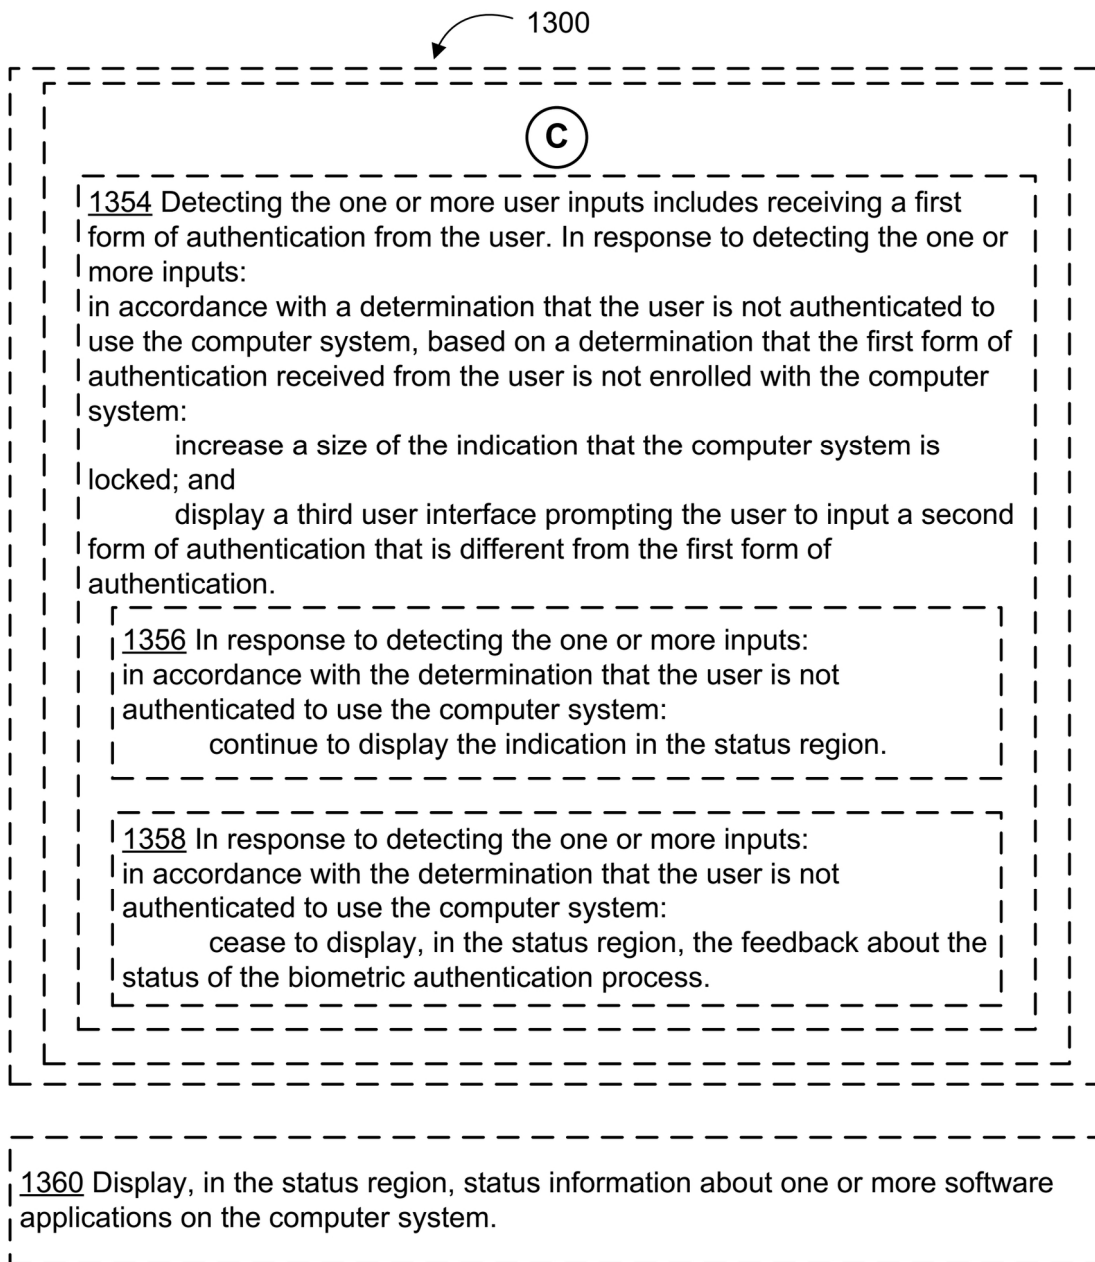 1300
C
1354 Detecting the one or more user inputs includes receiving a first
form of authentication from the user. In response to detecting the one or
more inputs:
in accordance with a determination that the user is not authenticated to
use the computer system, based on a determination that the first form of
authentication received from the user is not enrolled with the computer
system:
increase a size of the indication that the computer system is
locked; and
display a third user interface prompting the user to input a second
form of authentication that is different from the first form of
authentication.
1356 In response to detecting the one or more inputs:
in accordance with the determination that the user is not
authenticated to use the computer system:
continue to display the indication in the status region.
1358 In response to detecting the one or more inputs:
in accordance with the determination that the user is not
authenticated to use the computer system:
cease to display, in the status region, the feedback about the
status of the biometric authentication process.
1360 Display, in the status region, status information about one or more software
applications on the computer system.